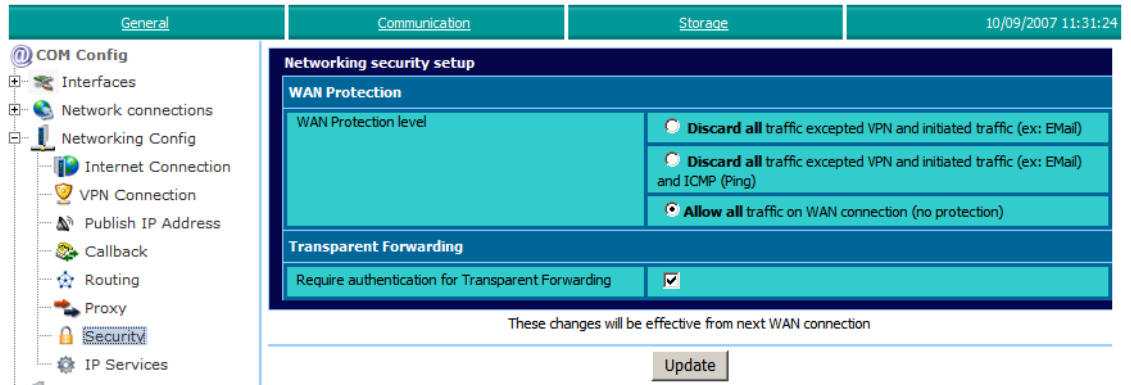 General
Communication
Storage
10/09/2007 11:31:24
COM Config
Interfaces
Network connections
Networking Config
Internet Connection
VPN Connection
Publish IP Address
Callback
Routing
Proxy
Security
IP Services
Networking security setup
WAN Protection
WAN Protection level
Discard all traffic excepted VPN and initiated traffic (ex: EMail)
Discard all traffic excepted VPN and initiated traffic (ex: EMail)
and ICMP (Ping)
Allow all traffic on WAN connection (no protection)
Transparent Forwarding
Require authentication for Transparent Forwarding
These changes will be effective from next WAN connection
Update